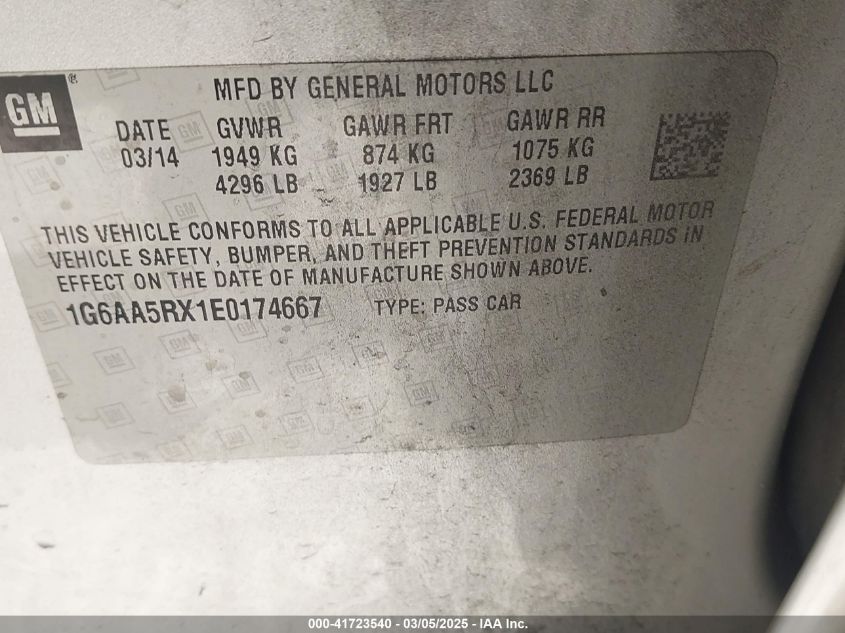 GM ®
MFD BY GENERAL MOTORS LLC
DATE GVWR GAWR FRT GAWR RR
03/14 1949 KG 874 KG 1075 KG
4296 LB 1927 LB 2369 LB
THIS VEHICLE CONFORMS TO ALL APPLICABLE U.S. FEDERAL MOTOR
VEHICLE SAFETY, BUMPER, AND THEFT PREVENTION STANDARDS IN
EFFECT ON THE DATE OF MANUFACTURE SHOWN ABOVE.
1G6AA5RX1E0174667 TYPE: PASS CAR
000-41723540 - 03/05/2025 - IAA Inc.